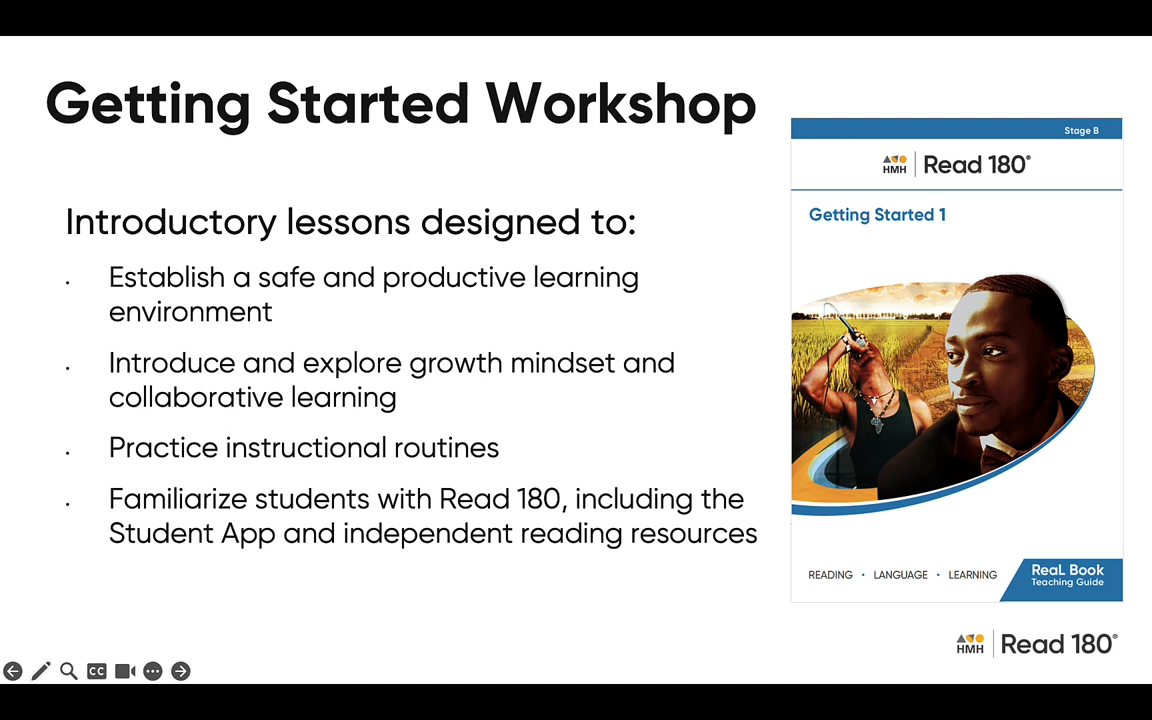 Getting Started Workshop
Introductory lessons designed to:
• Establish a safe and productive learning
environment
• Introduce and explore growth mindset and
collaborative learning
• Practice instructional routines
• Familiarize students with Read 180, including the
Student App and independent reading resources
Stage B
HMH | Read 180®
Getting Started 1
READING • LANGUAGE • LEARNING
ReaL Book
Teaching Guide
HMH | Read 180®
CC